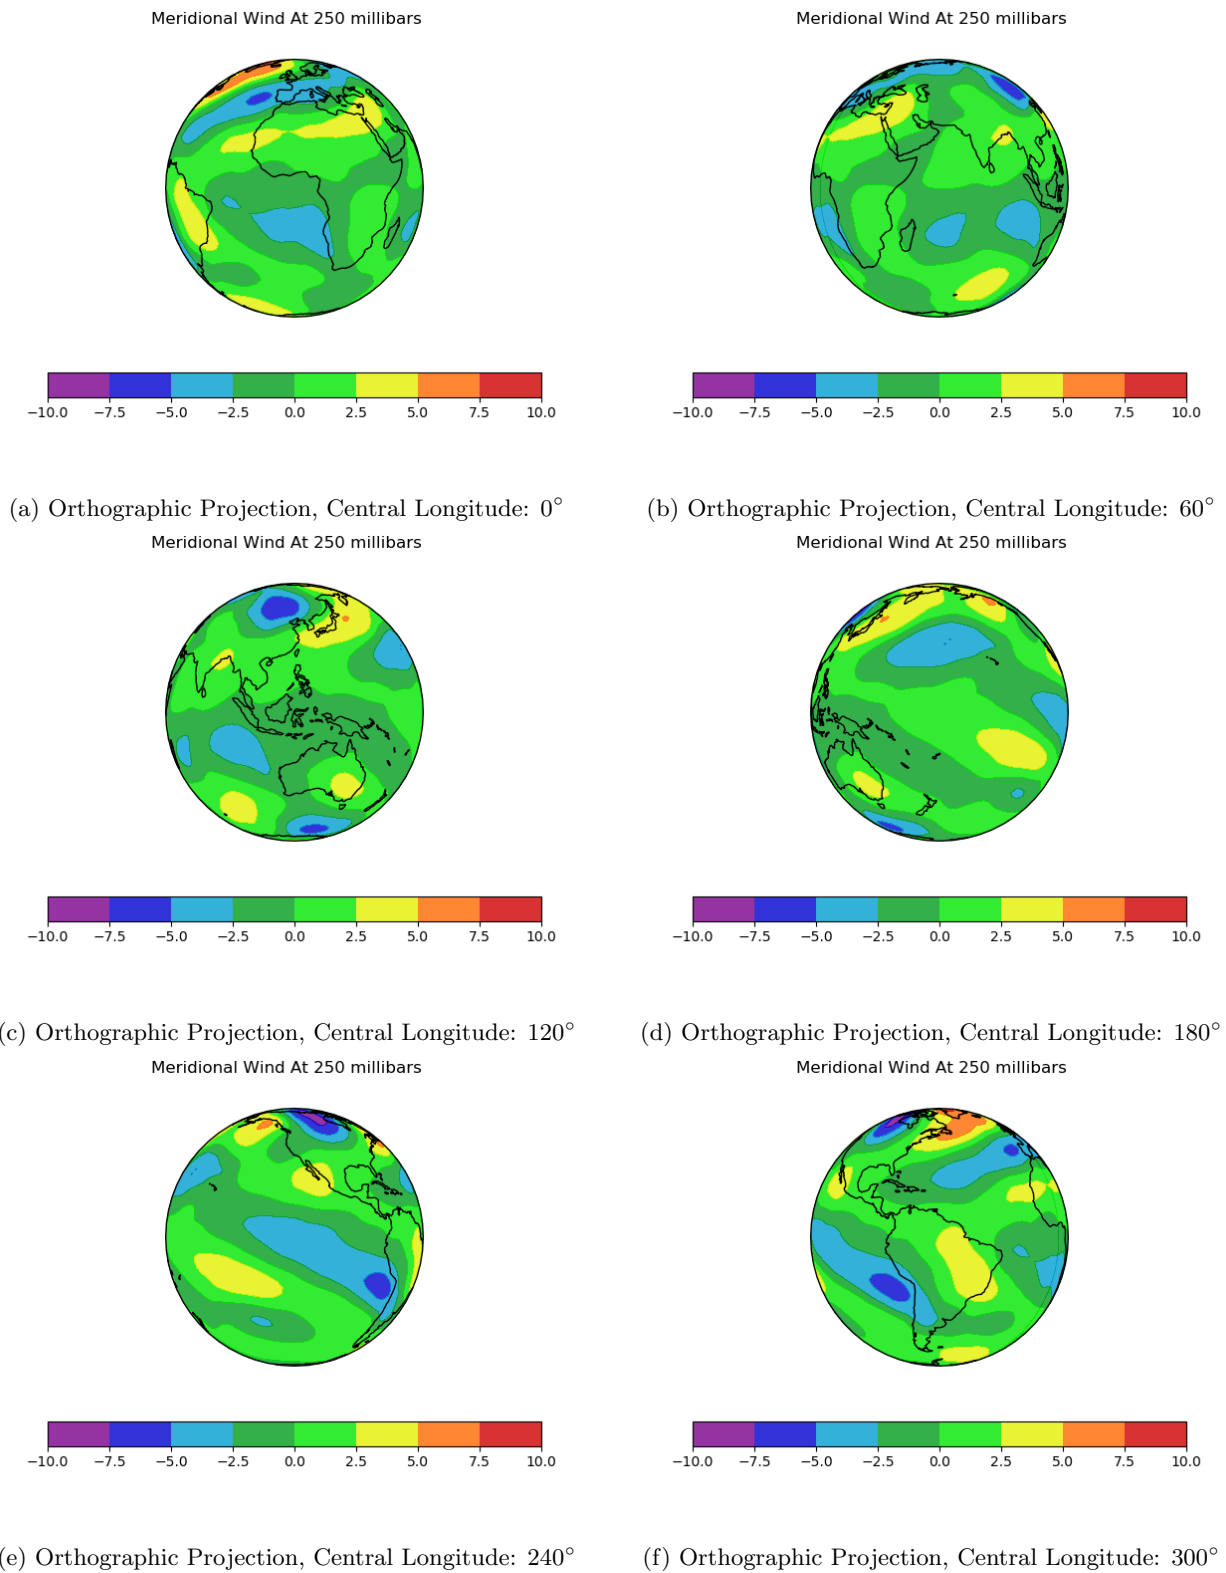 Meridional Wind At 250 millibars
Meridional Wind At 250 millibars
−10.0 −7.5 −5.0 −2.5 0.0 2.5 5.0 7.5 10.0
−10.0 −7.5 −5.0 −2.5 0.0 2.5 5.0 7.5 10.0
(a) Orthographic Projection, Central Longitude: 0°
(b) Orthographic Projection, Central Longitude: 60°
Meridional Wind At 250 millibars
Meridional Wind At 250 millibars
−10.0 −7.5 −5.0 −2.5 0.0 2.5 5.0 7.5 10.0
−10.0 −7.5 −5.0 −2.5 0.0 2.5 5.0 7.5 10.0
(c) Orthographic Projection, Central Longitude: 120°
(d) Orthographic Projection, Central Longitude: 180°
Meridional Wind At 250 millibars
Meridional Wind At 250 millibars
−10.0 −7.5 −5.0 −2.5 0.0 2.5 5.0 7.5 10.0
−10.0 −7.5 −5.0 −2.5 0.0 2.5 5.0 7.5 10.0
(e) Orthographic Projection, Central Longitude: 240°
(f) Orthographic Projection, Central Longitude: 300°